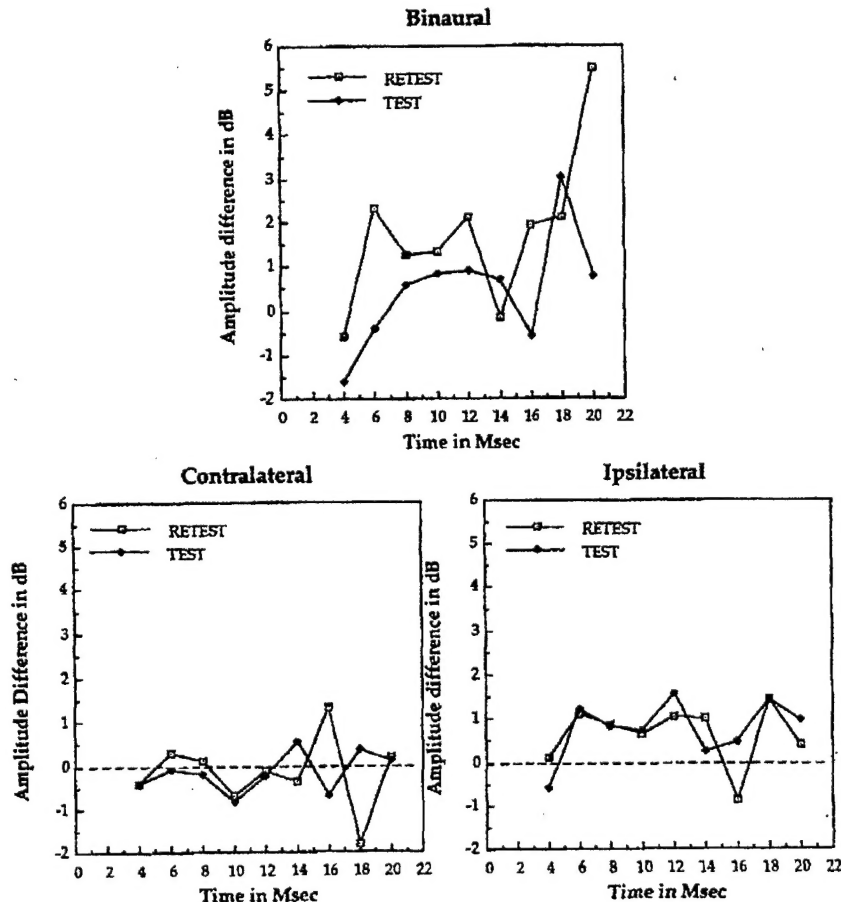 Binaural
6
5
4
3
2
1
0
-1
-2
Amplitude difference in dB
RETEST
TEST
0 2 4 6 8 10 12 14 16 18 20 22
Time in Msec
Contralateral
6
5
4
3
2
1
0
-1
-2
Amplitude Difference in dB
RETEST
TEST
0 2 4 6 8 10 12 14 16 18 20 22
Time in Msec
Ipsilateral
6
5
4
3
2
1
0
-1
-2
Amplitude difference in dB
RETEST
TEST
0 2 4 6 8 10 12 14 16 18 20 22
Time in Msec